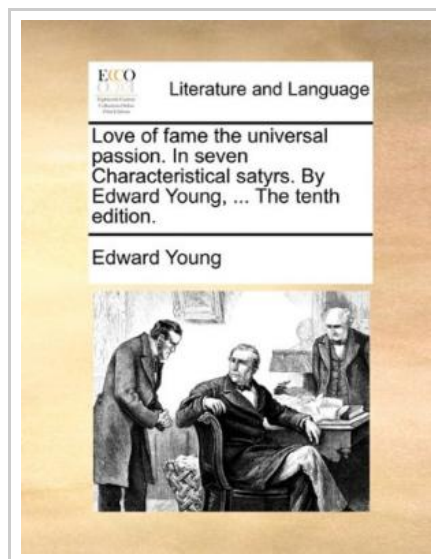 ECCO
Literature and Language
Love of fame the universal
passion. In seven
Characteristical satyrs. By
Edward Young, ... The tenth
edition.
Edward Young